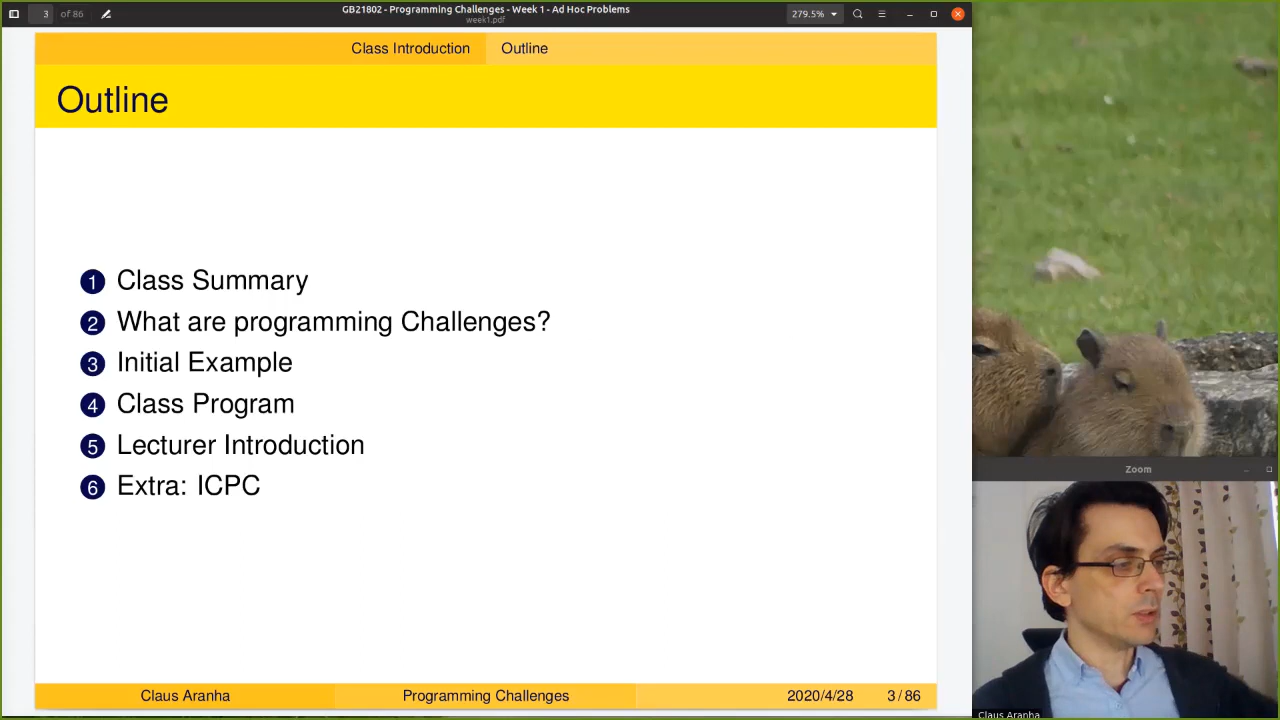 3 of 86
GB21802 - Programming Challenges - Week 1 - Ad Hoc Problems
week1.pdf
279.5%
Class Introduction Outline
Outline
1 Class Summary
2 What are programming Challenges?
3 Initial Example
4 Class Program
5 Lecturer Introduction
6 Extra: ICPC
Claus Aranha Programming Challenges 2020/4/28 3 / 86
Zoom
Claus Aranha